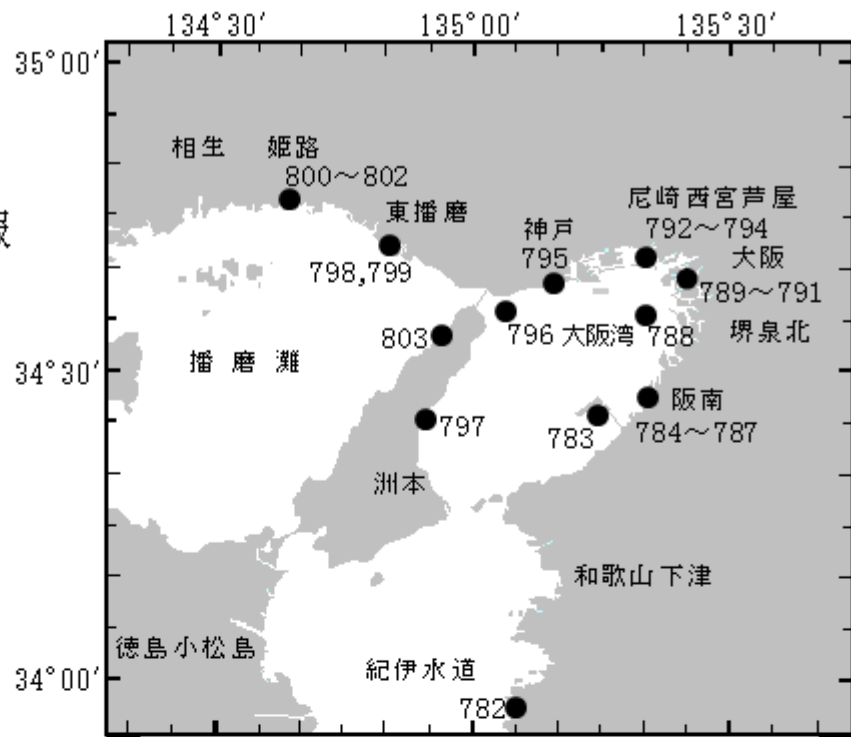 134°30′ 135°00′ 135°30′
35°00′
相生 姫路
800～802
東播磨
798,799
神戸
795
尼崎西宮芦屋
792～794
大阪
789～791
堺泉北
803
796 大阪湾 788
播磨灘
34°30′
797
783
阪南
784～787
洲本
和歌山下津
徳島小松島
紀伊水道
34°00′
782